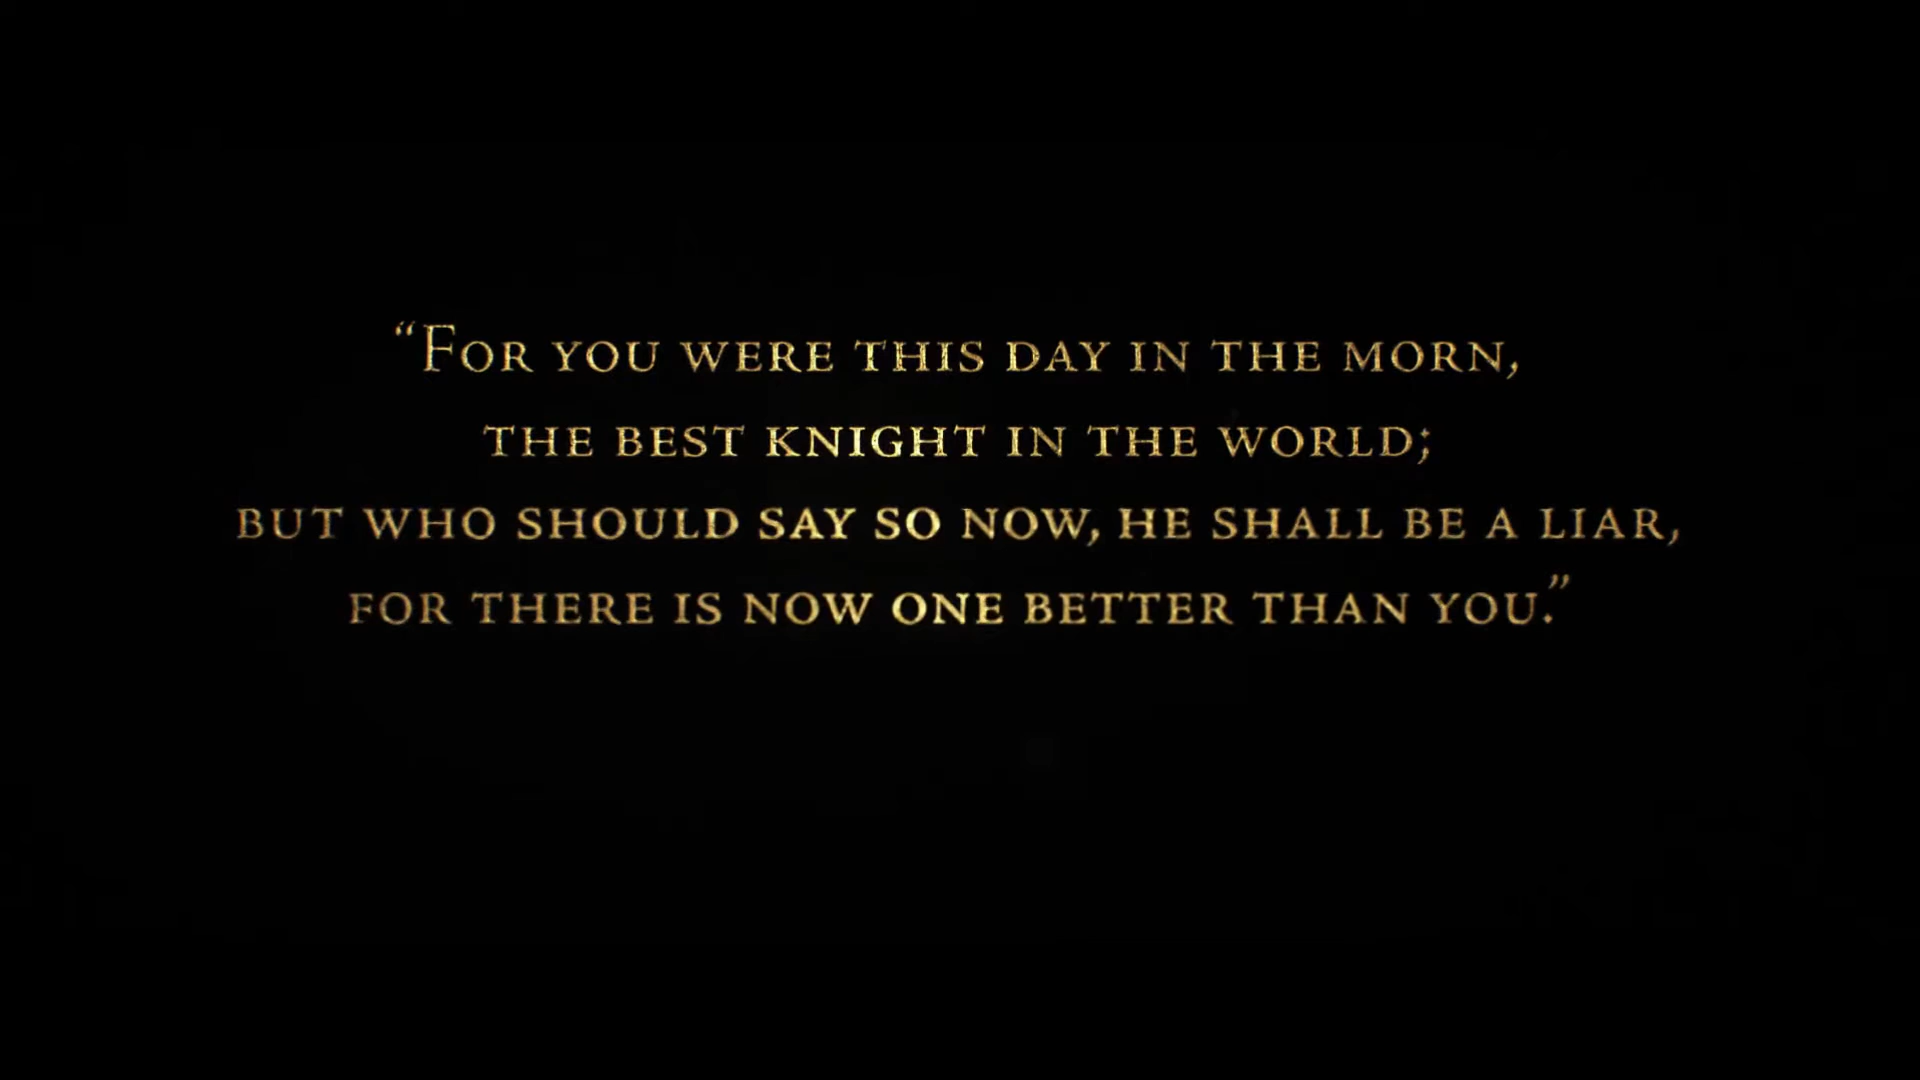 “For you were this day in the morn,
the best knight in the world;
but who should say so now, he shall be a liar,
for there is now one better than you.”